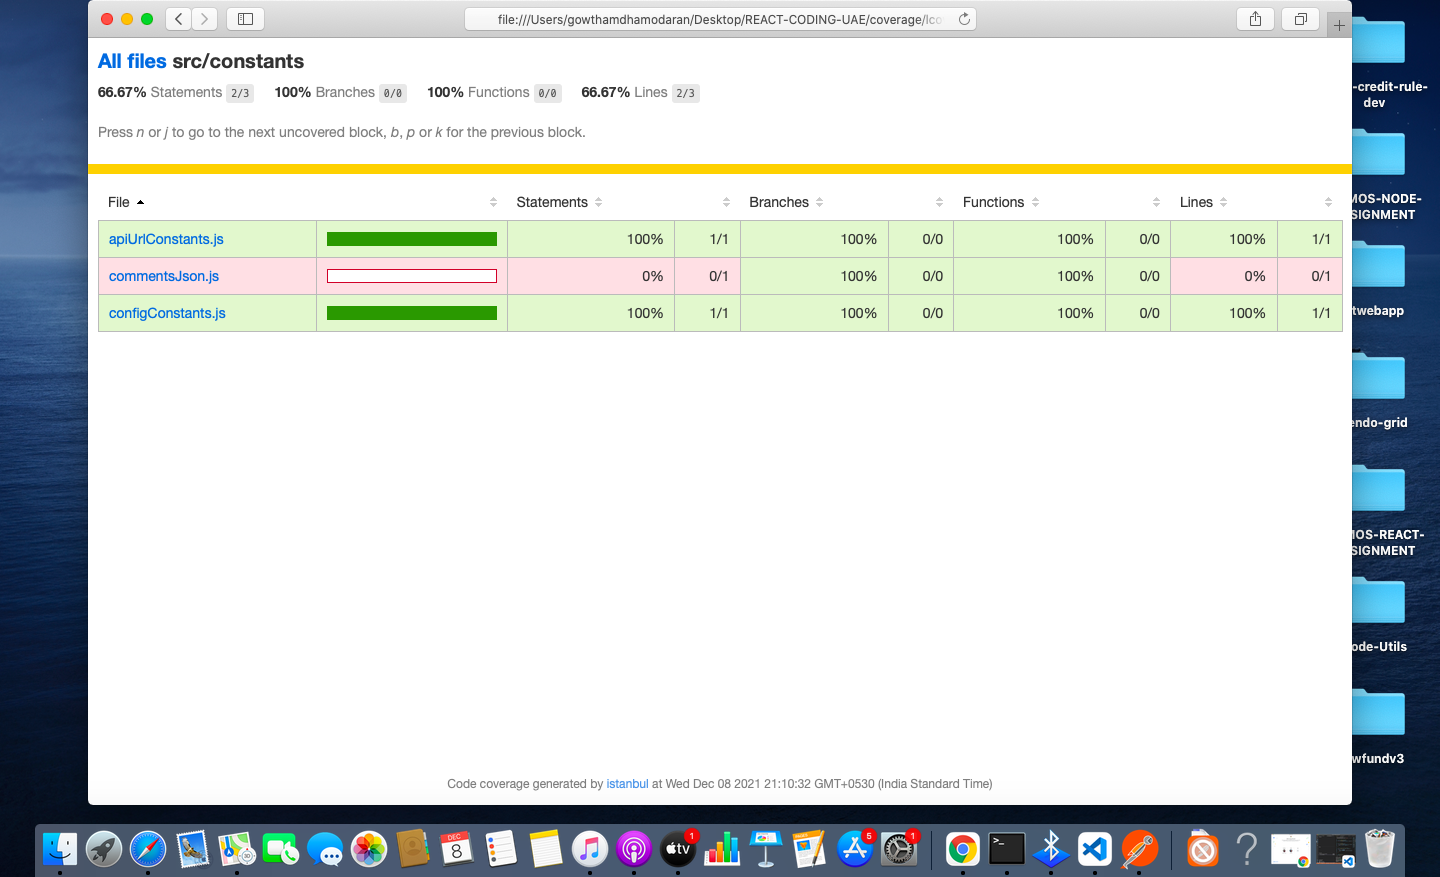 file:///Users/gowthamdhamodaran/Desktop/REACT-CODING-UAE/coverage/lco
All files src/constants
66.67% Statements 2/3 100% Branches 0/0 100% Functions 0/0 66.67% Lines 2/3
Press n or j to go to the next uncovered block, b, p or k for the previous block.
File Statements Branches Functions Lines
apiUrlConstants.js 100% 1/1 100% 0/0 100% 0/0 100% 1/1
commentsJson.js 0% 0/1 100% 0/0 100% 0/0 0% 0/1
configConstants.js 100% 1/1 100% 0/0 100% 0/0 100% 1/1
Code coverage generated by istanbul at Wed Dec 08 2021 21:10:32 GMT+0530 (India Standard Time)
-credit-rule-
dev
MOS-NODE-
SIGNMENT
twebapp
endo-grid
MOS-REACT-
SIGNMENT
ode-Utils
wfundv3
DEC
8
30
tv
1
5
1
>_
?